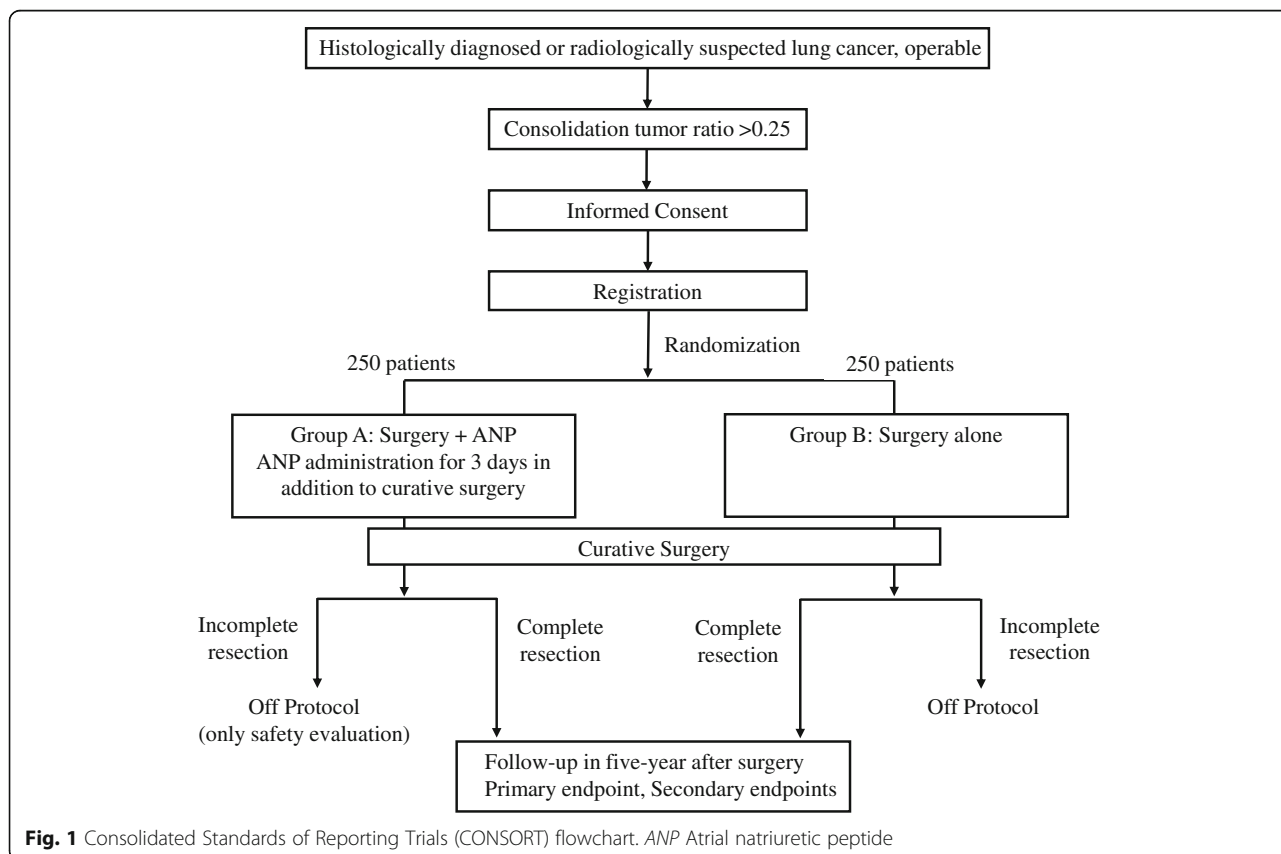 Histologically diagnosed or radiologically suspected lung cancer, operable
Consolidation tumor ratio >0.25
Informed Consent
Registration
Randomization
250 patients
250 patients
Group A: Surgery + ANP
ANP administration for 3 days in
addition to curative surgery
Group B: Surgery alone
Curative Surgery
Incomplete
resection
Complete
resection
Complete
resection
Incomplete
resection
Off Protocol
(only safety evaluation)
Off Protocol
Follow-up in five-year after surgery
Primary endpoint, Secondary endpoints
Fig. 1 Consolidated Standards of Reporting Trials (CONSORT) flowchart. ANP Atrial natriuretic peptide